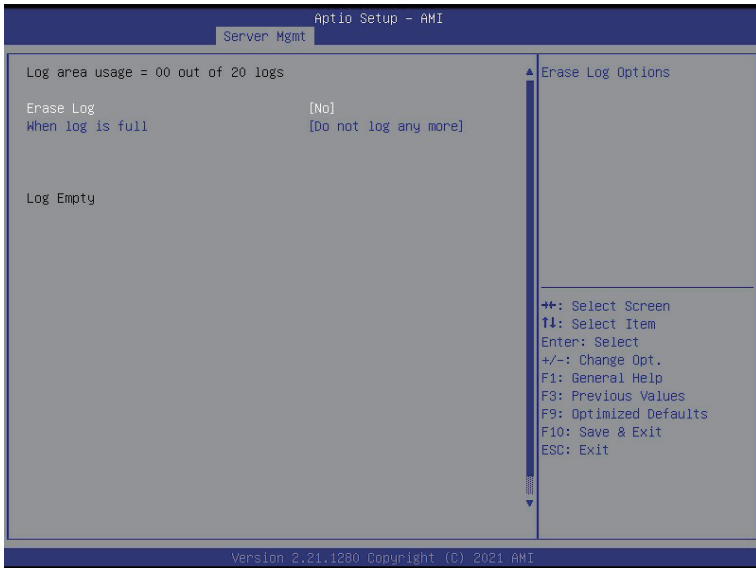 Aptio Setup – AMI
Server Mgmt
Log area usage = 00 out of 20 logs
Erase Log [No]
When log is full [Do not log any more]
Log Empty
Erase Log Options
→←: Select Screen
↑↓: Select Item
Enter: Select
+/-: Change Opt.
F1: General Help
F3: Previous Values
F9: Optimized Defaults
F10: Save & Exit
ESC: Exit
Version 2.21.1280 Copyright (C) 2021 AMI